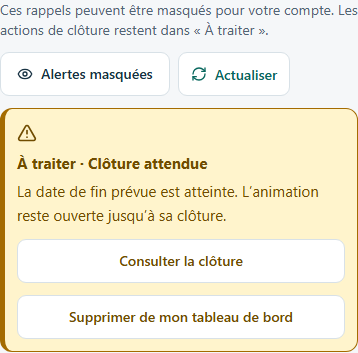 Ces rappels peuvent être masqués pour votre compte. Les
actions de clôture restent dans « À traiter ».
Alertes masquées
Actualiser
À traiter · Clôture attendue
La date de fin prévue est atteinte. L’animation
reste ouverte jusqu’à sa clôture.
Consulter la clôture
Supprimer de mon tableau de bord